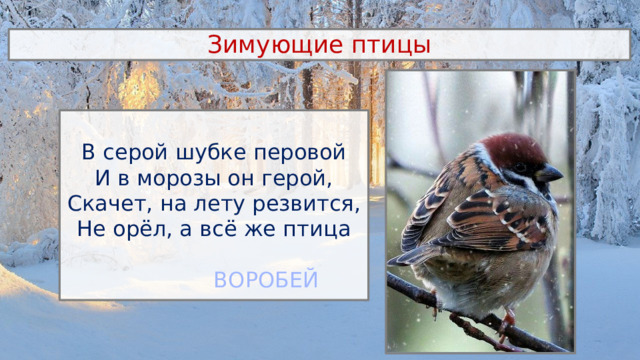 Зимующие птицы
В серой шубке перовой
И в морозы он герой,
Скачет, на лету резвится,
Не орёл, а всё же птица
ВОРОБЕЙ